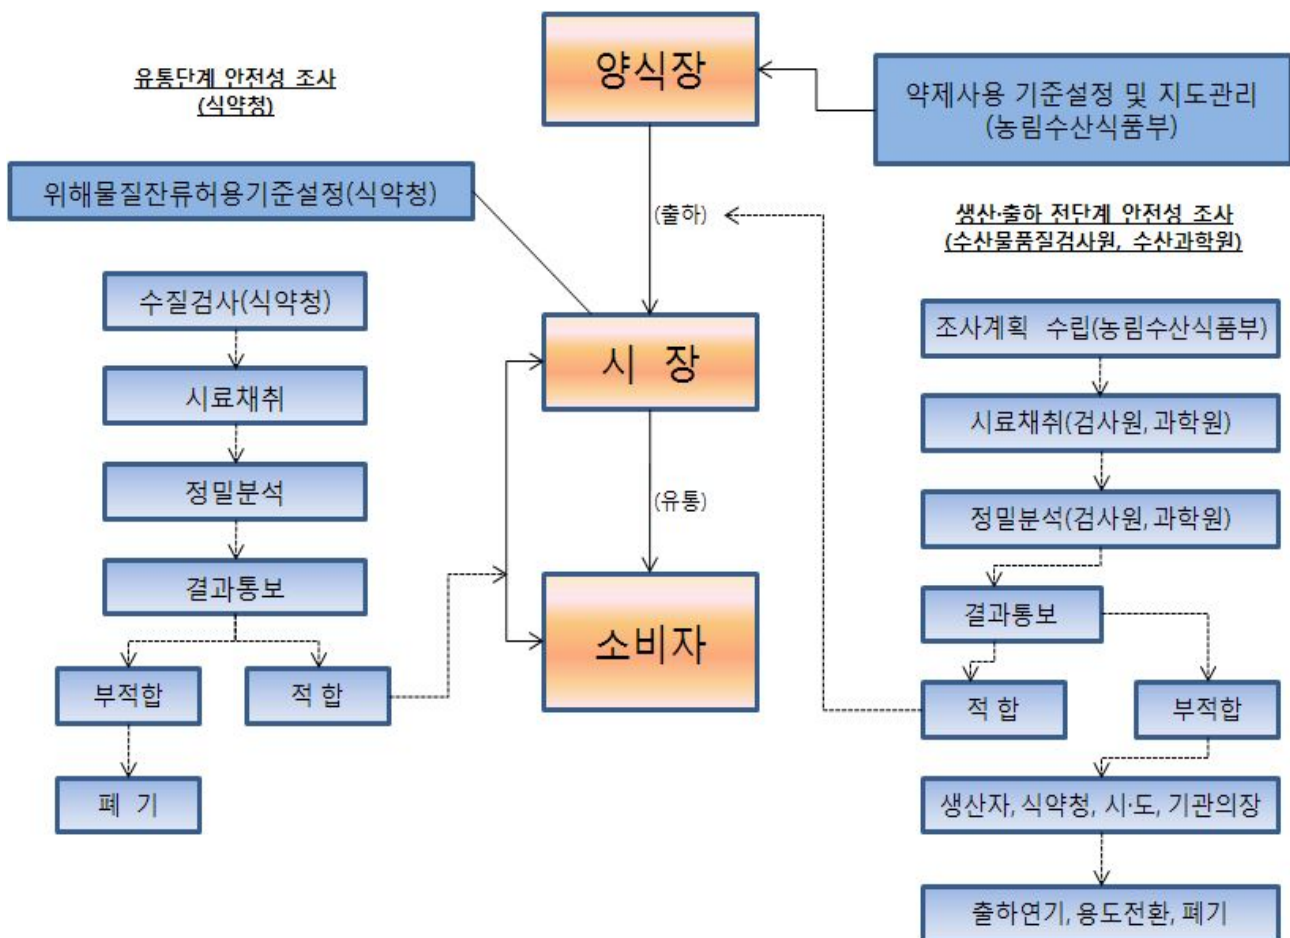 양식장
유통단계 안전성 조사
(식약청)
약제사용 기준설정 및 지도관리
(농림수산식품부)
위해물질잔류허용기준설정(식약청)
(출하)
생산·출하 전단계 안전성 조사
(수산물품질검사원, 수산과학원)
수질검사(식약청)
시료채취
정밀분석
결과통보
부적합
적 합
폐 기
시 장
(유통)
소비자
조사계획 수립(농림수산식품부)
시료채취(검사원, 과학원)
정밀분석(검사원, 과학원)
결과통보
적 합
부적합
생산자, 식약청, 시·도, 기관의장
출하연기, 용도전환, 폐기